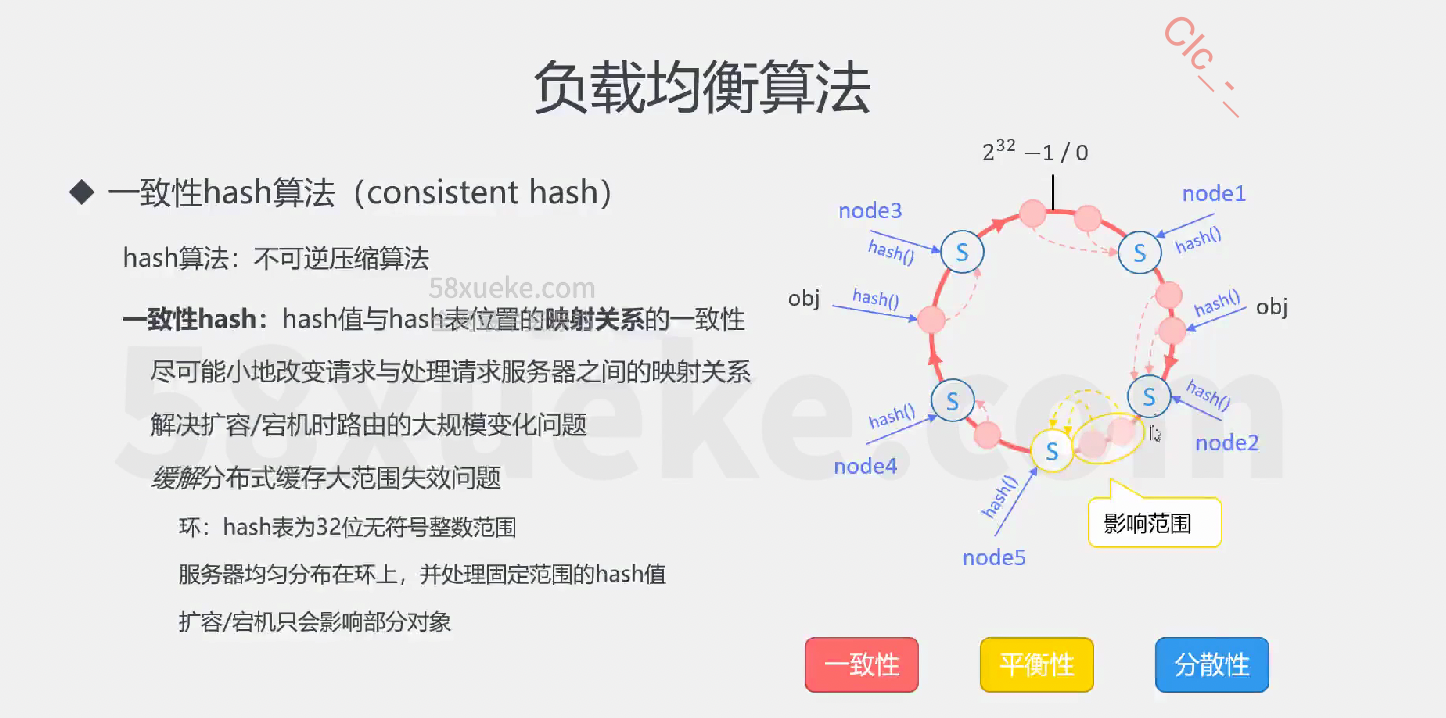 Clc
负载均衡算法
◆ 一致性hash算法（consistent hash）
hash算法：不可逆压缩算法
58xueke.com
一致性hash：hash值与hash表位置的映射关系的一致性
尽可能小地改变请求与处理请求服务器之间的映射关系
解决扩容/宕机时路由的大规模变化问题
缓解分布式缓存大范围失效问题
环：hash表为32位无符号整数范围
服务器均匀分布在环上，并处理固定范围的hash值
扩容/宕机只会影响部分对象
58xueke.com
2^32 −1 / 0
node3
node1
hash()
hash()
S
S
obj
hash()
hash()
obj
S
S
hash()
hash()
node4
node2
S
hash()
影响范围
node5
一致性
平衡性
分散性